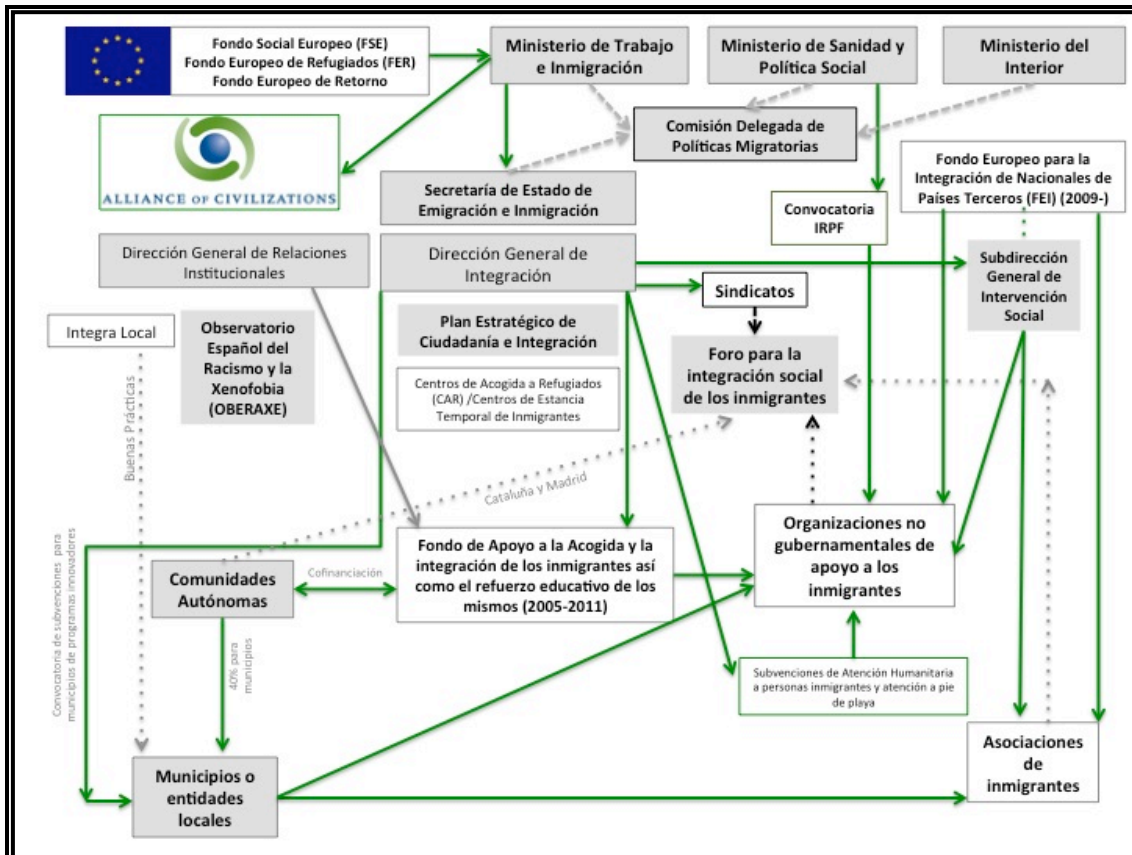 Fondo Social Europeo (FSE)
Fondo Europeo de Refugiados (FER)
Fondo Europeo de Retorno
Ministerio de Trabajo
e Inmigración
Ministerio de Sanidad y
Política Social
Ministerio del
Interior
Comisión Delegada de
Políticas Migratorias
ALLIANCE OF CIVILIZATIONS
Secretaría de Estado de
Emigración e Inmigración
Convocatoria
IRPF
Fondo Europeo para la
Integración de Nacionales de
Países Terceros (FEI) (2009-)
Dirección General de Relaciones
Institucionales
Dirección General de
Integración
Subdirección
General de
Intervención
Social
Sindicatos
Integra Local
Observatorio
Español del
Racismo y la
Xenofobia
(OBERAXE)
Plan Estratégico de
Ciudadanía e Integración
Foro para la
integración social
de los inmigrantes
Centros de Acogida a Refugiados
(CAR) /Centros de Estancia
Temporal de Inmigrantes
Buenas Prácticas
Cataluña y Madrid
Convocatoria de subvenciones para
municipios de programas innovadores
Comunidades
Autónomas
Cofinanciación
Fondo de Apoyo a la Acogida y la
integración de los inmigrantes así
como el refuerzo educativo de los
mismos (2005-2011)
Organizaciones no
gubernamentales de
apoyo a los
inmigrantes
40% para
municipios
Subvenciones de Atención Humanitaria
a personas inmigrantes y atención a pie
de playa
Municipios o
entidades
locales
Asociaciones
de
inmigrantes